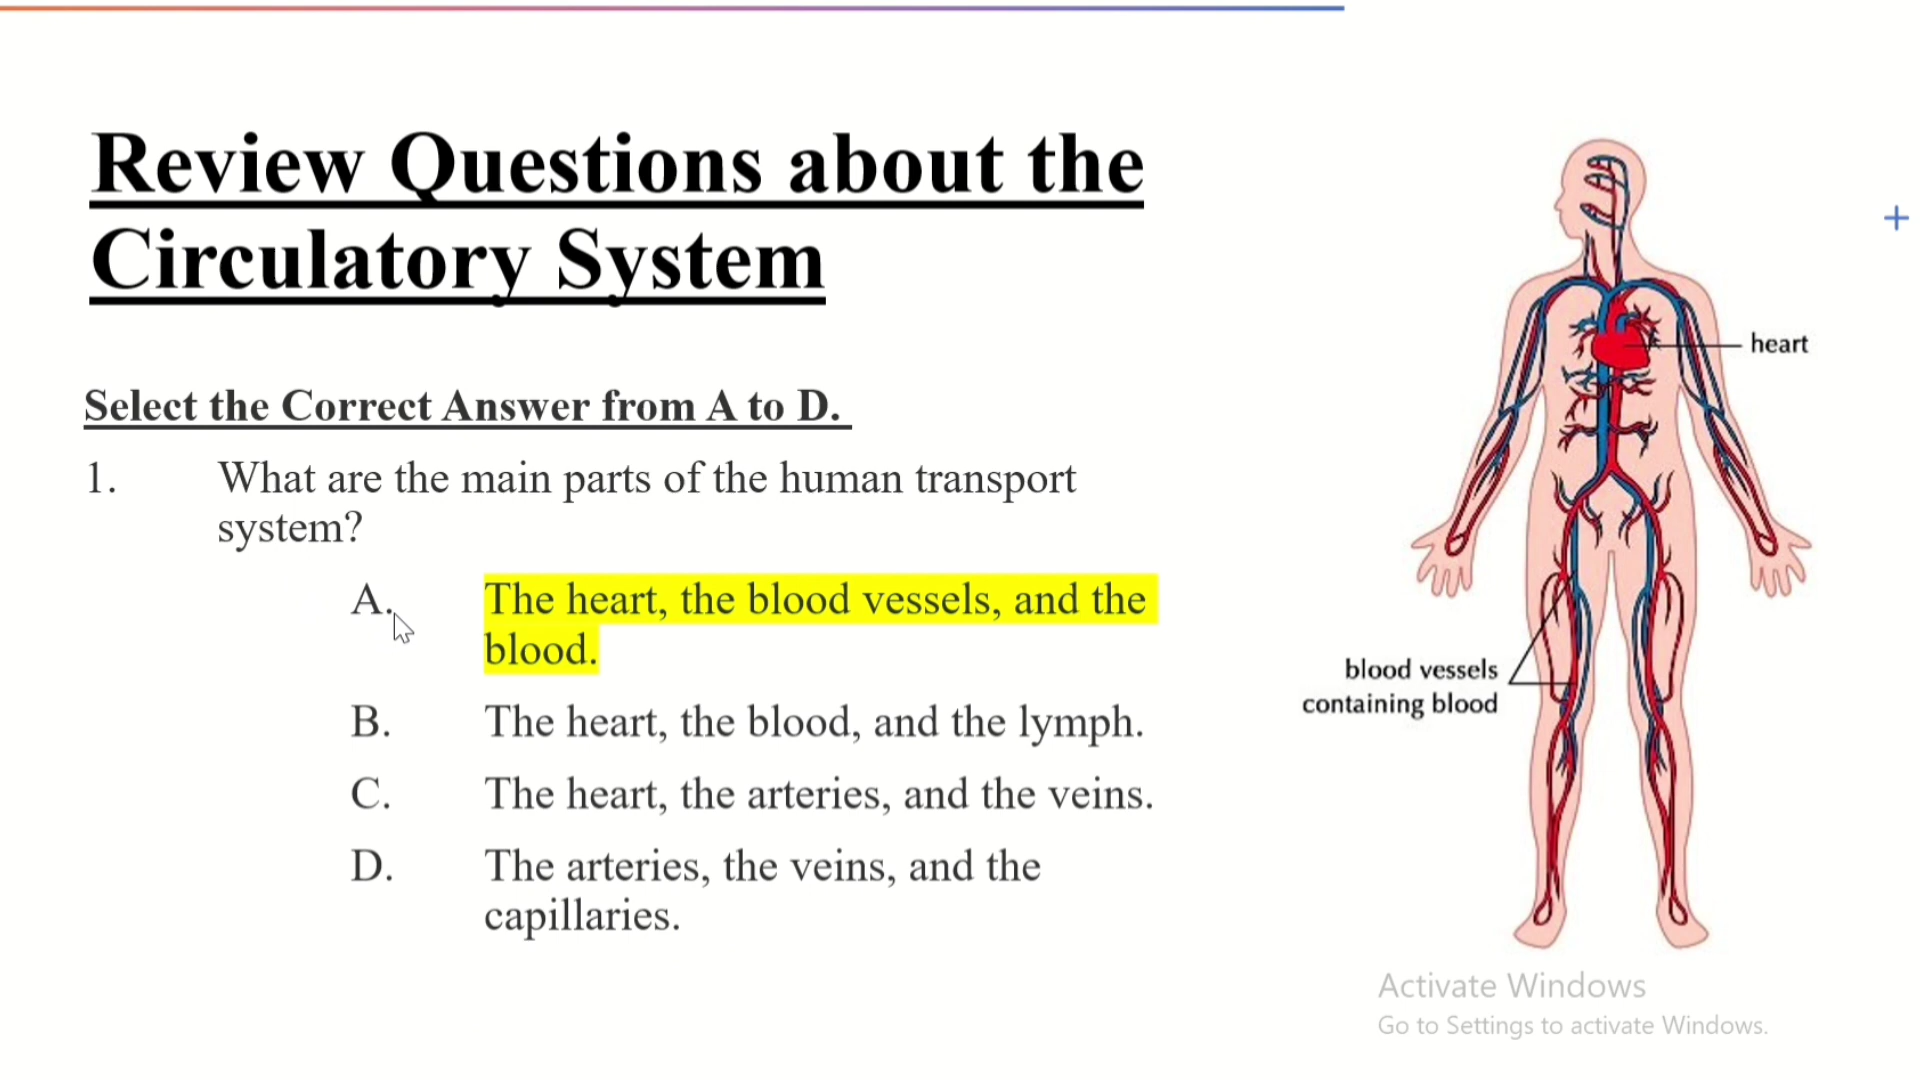 Review Questions about the
Circulatory System
Select the Correct Answer from A to D.
1. What are the main parts of the human transport
system?
A. The heart, the blood vessels, and the
blood.
B. The heart, the blood, and the lymph.
C. The heart, the arteries, and the veins.
D. The arteries, the veins, and the
capillaries.
heart
blood vessels
containing blood
Activate Windows
Go to Settings to activate Windows.